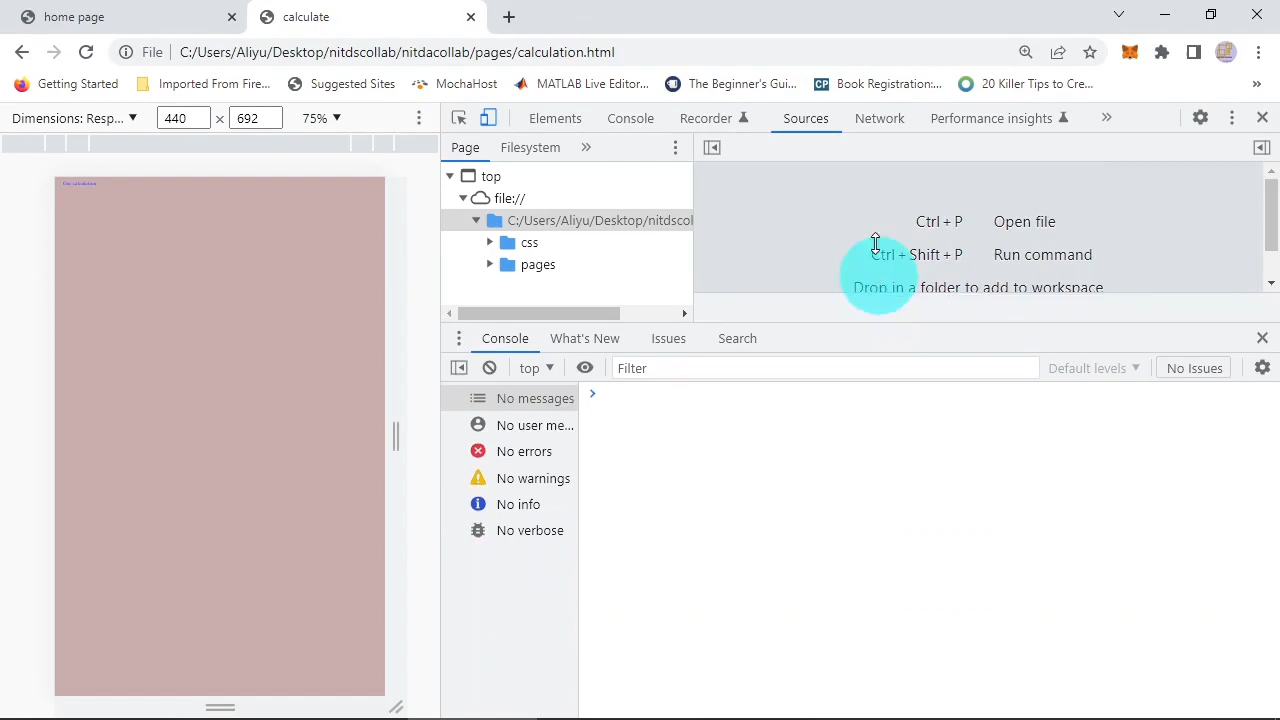 home page
calculate
File
C:/Users/Aliyu/Desktop/nitdscollab/nitdacollab/pages/calculation.html
Getting Started
Imported From Fire...
Suggested Sites
MochaHost
MATLAB Live Editor...
The Beginner's Guid...
CP Book Registration:...
20 Killer Tips to Cre...
»
Dimensions: Resp... ▼ 440 × 692 75% ▼
Elements Console Recorder Sources Network Performance insights »
Page Filesystem »
top
file://
C:/Users/Aliyu/Desktop/nitdscol
css
pages
Our calculation
Ctrl + P Open file
Ctrl + Shift + P Run command
Drop in a folder to add to workspace
Console What's New Issues Search
top ▼ Filter Default levels ▼ No Issues
No messages
No user me...
No errors
No warnings
No info
No verbose